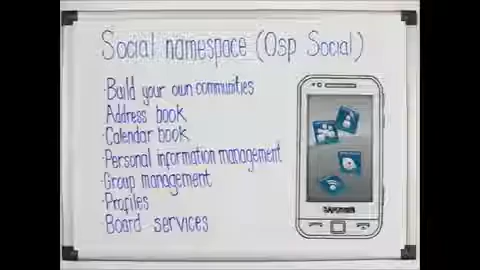 Social namespace (Osp Social)
·Build your own communities
·Address book
·Calendar book
·Personal information management
·Group management
·Profiles
·Board services
SAMSUNG